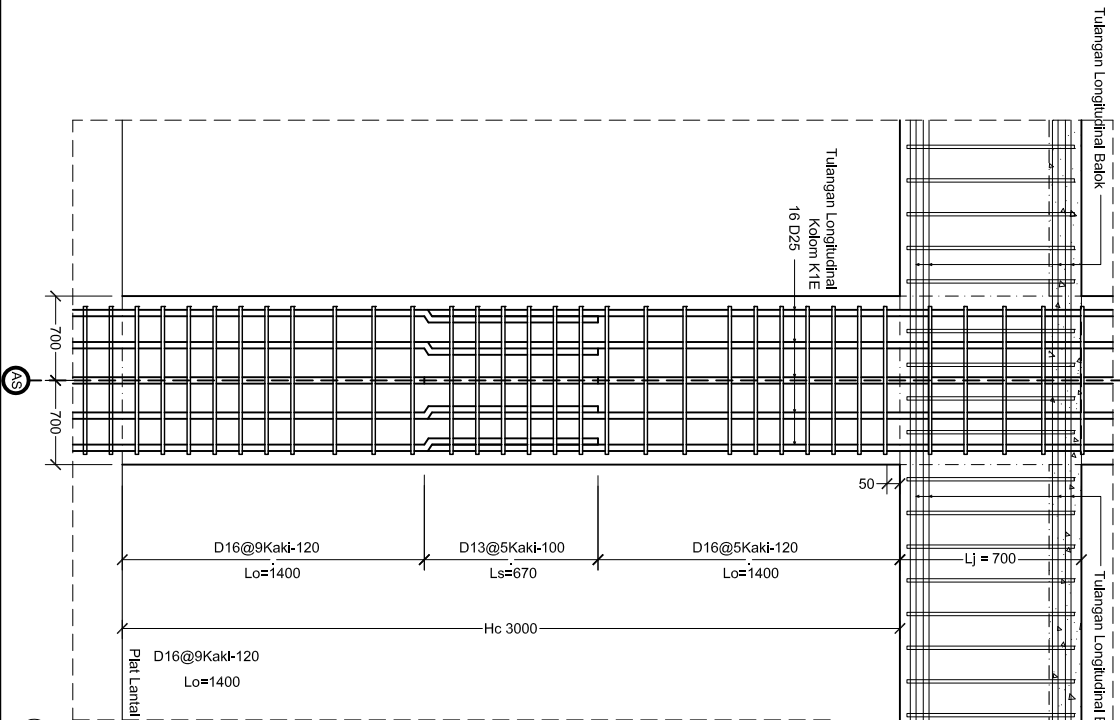 Tulangan Longitudinal Balok
Tulangan Longitudinal
Kolom K1E
16 D25
700
700
AS
50
D16@9Kaki-120
Lo=1400
D13@5Kaki-100
Ls=670
D16@5Kaki-120
Lo=1400
Lj = 700
Hc 3000
D16@9Kaki-120
Lo=1400
Plat Lantai
Tulangan Longitudinal